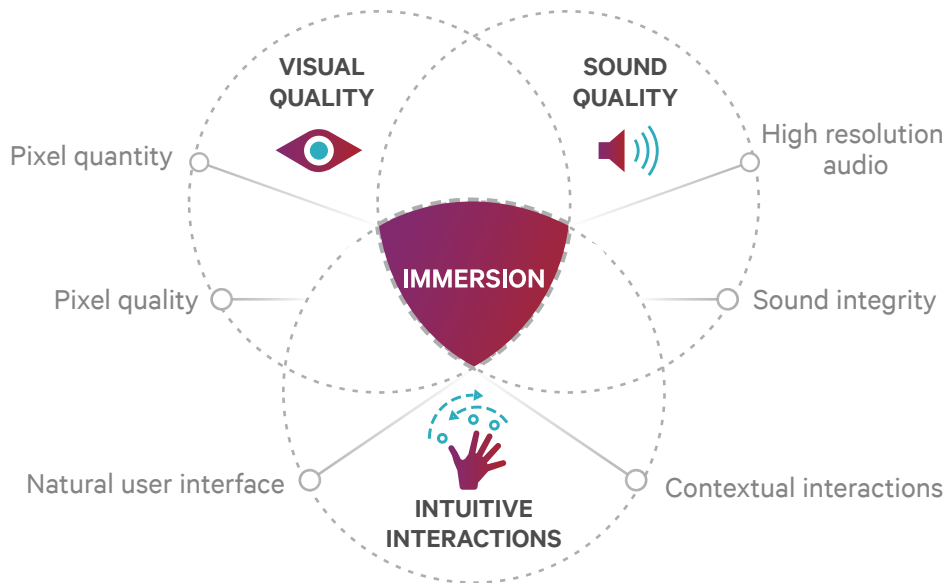 VISUAL
QUALITY
SOUND
QUALITY
Pixel quantity
High resolution
audio
IMMERSION
Pixel quality
Sound integrity
Natural user interface
Contextual interactions
INTUITIVE
INTERACTIONS